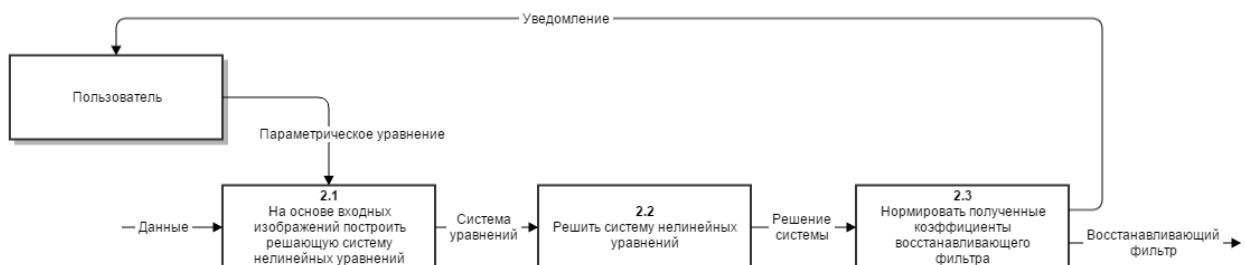 Уведомление
Пользователь
Параметрическое уравнение
Данные
2.1
На основе входных
изображений построить
решающую систему
нелинейных уравнений
Система
уравнений
2.2
Решить систему нелинейных
уравнений
Решение
системы
2.3
Нормировать полученные
коэффициенты
восстанавливающего
фильтра
Восстанавливающий
фильтр